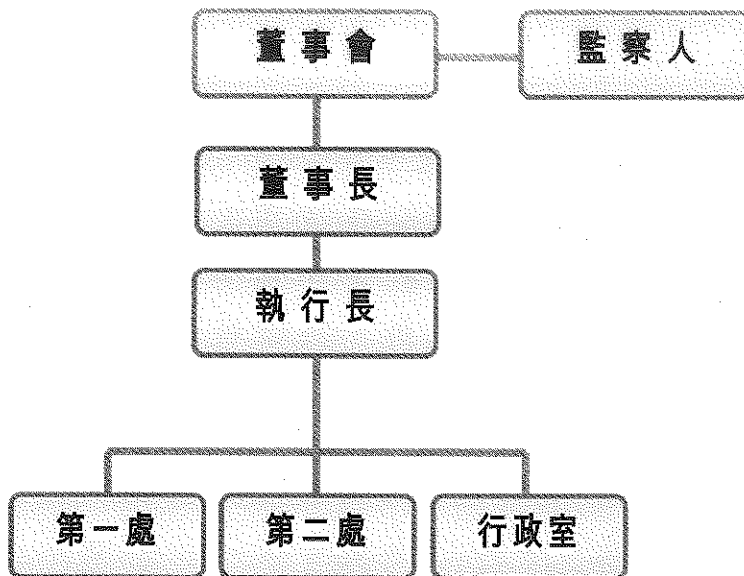 董事會
監察人
董事長
執行長
第一處
第二處
行政室